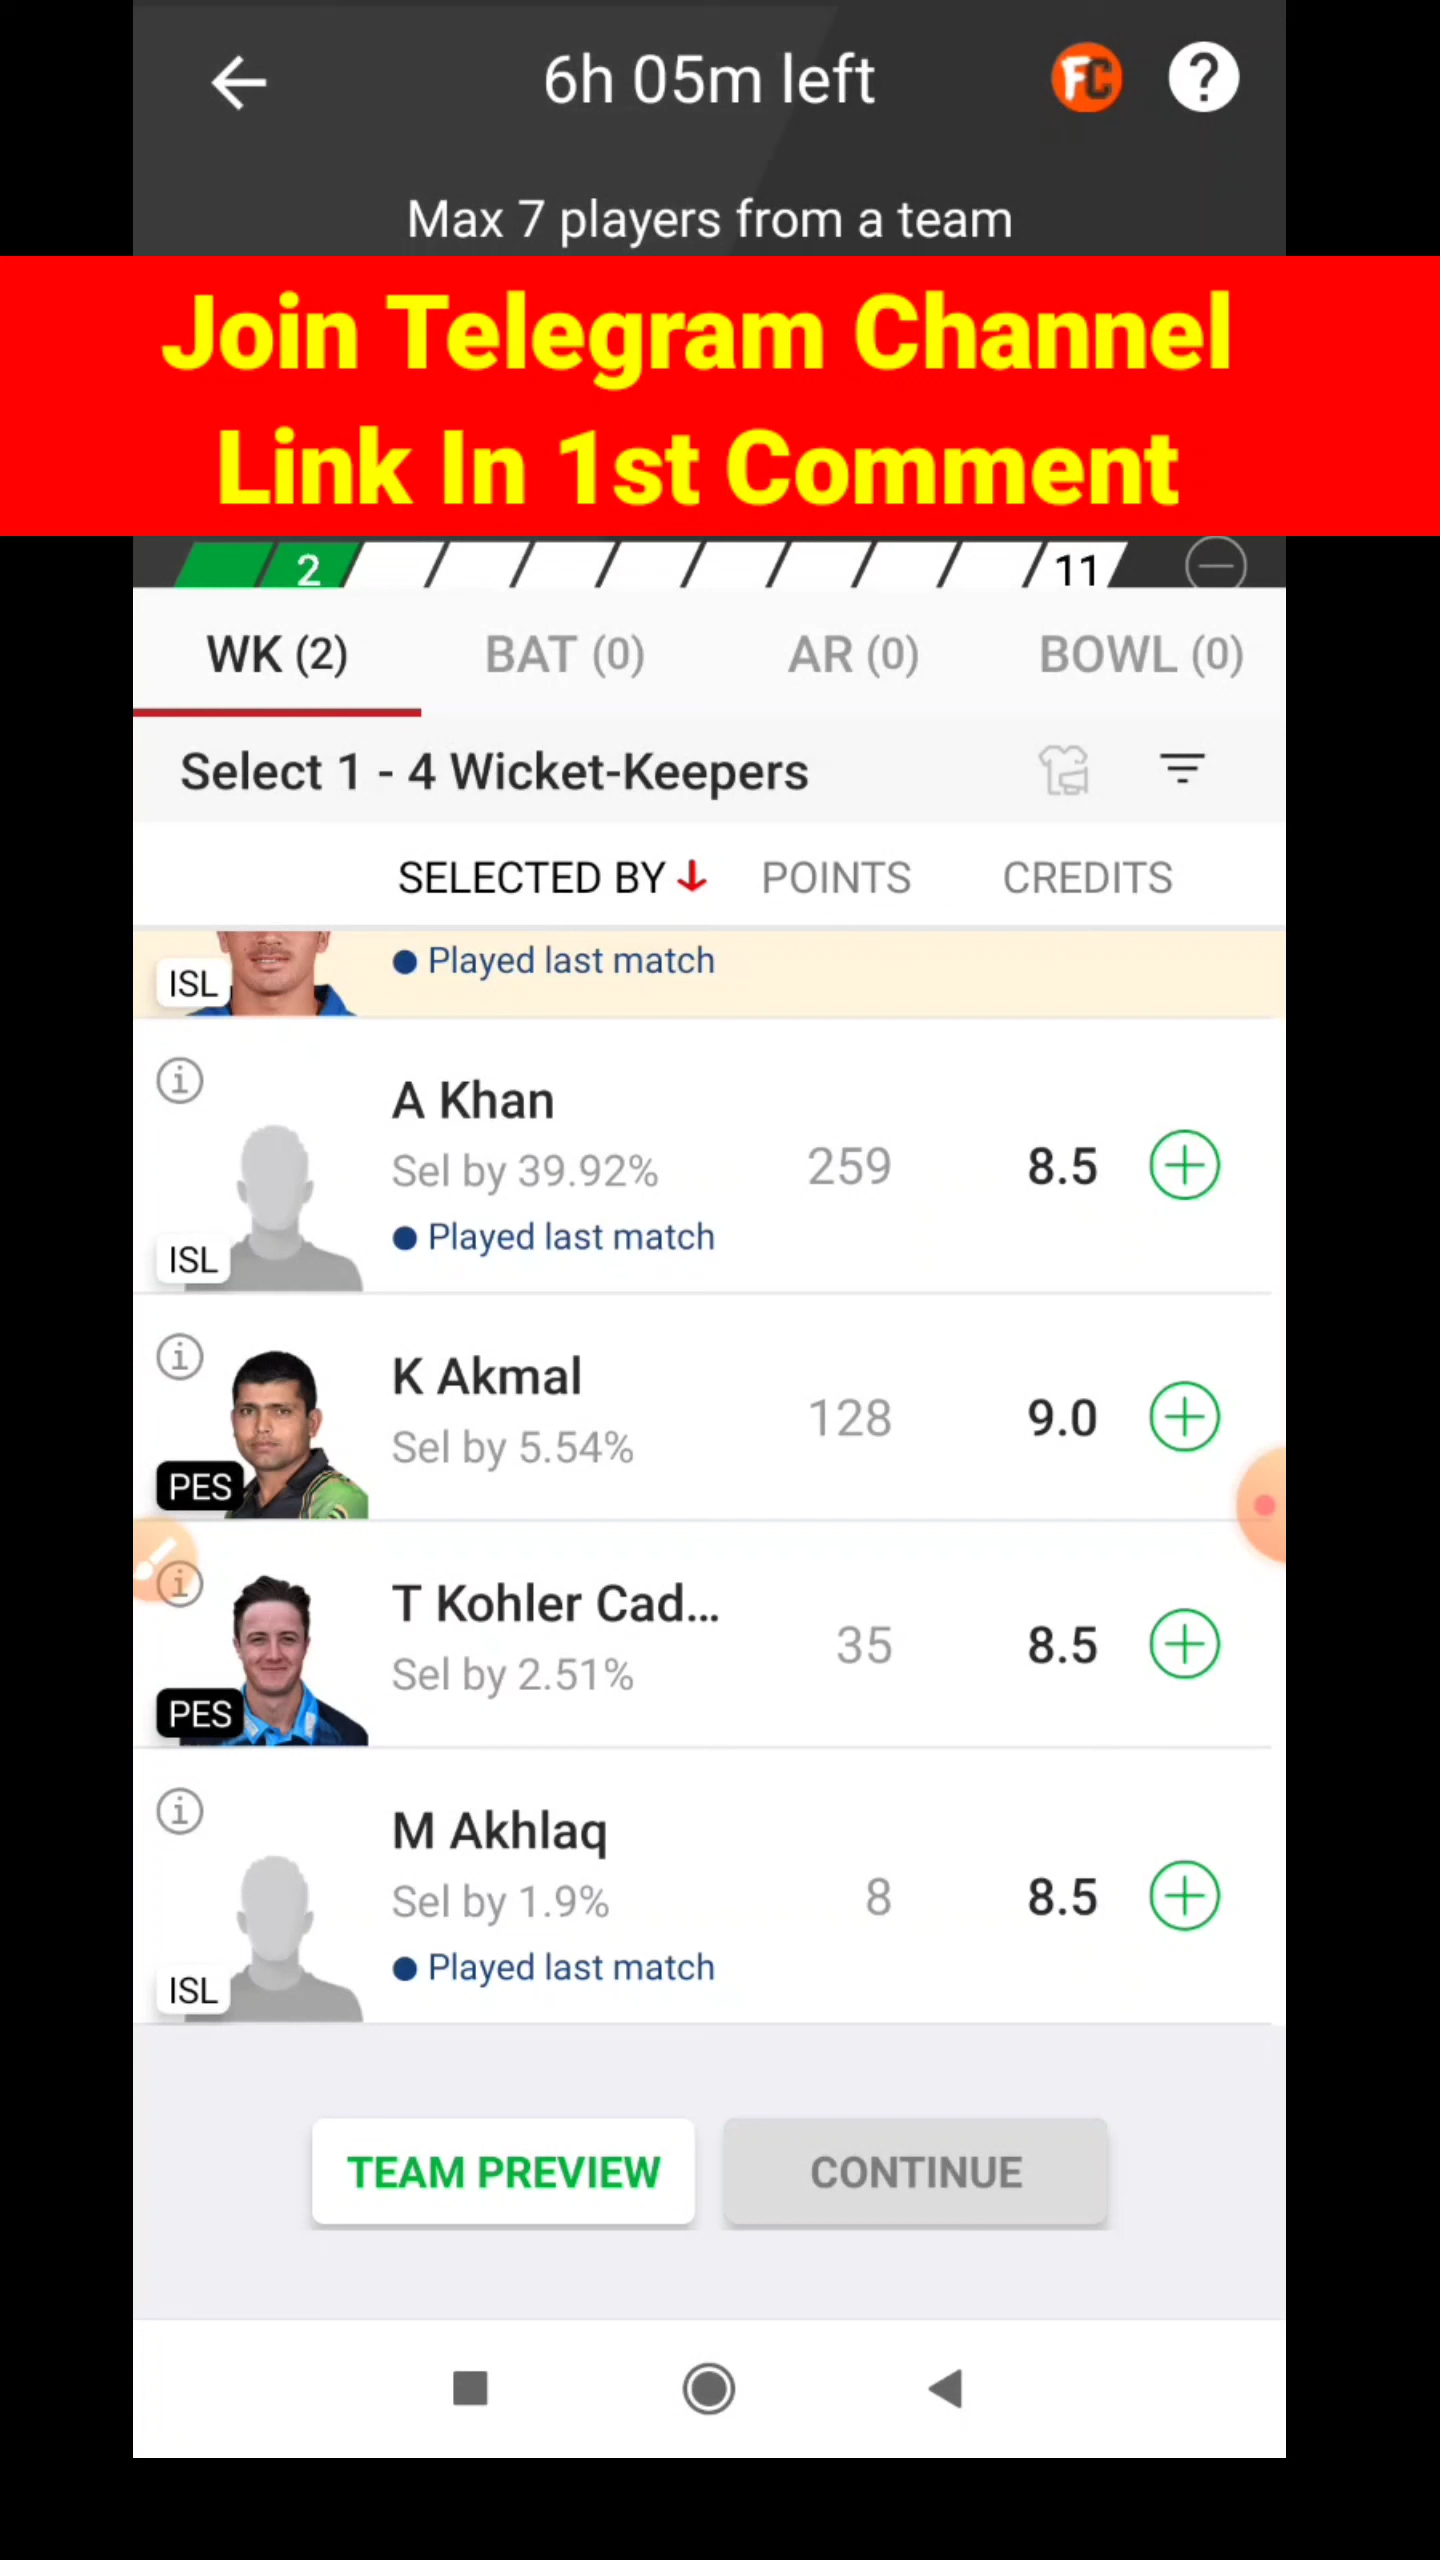 6h 05m left
FC
?
Max 7 players from a team
Join Telegram Channel
Link In 1st Comment
2
11
WK (2)
BAT (0)
AR (0)
BOWL (0)
Select 1 - 4 Wicket-Keepers
SELECTED BY
POINTS
CREDITS
Played last match
ISL
i
A Khan
Sel by 39.92%
259
8.5
Played last match
ISL
i
K Akmal
Sel by 5.54%
128
9.0
PES
i
T Kohler Cad...
Sel by 2.51%
35
8.5
PES
i
M Akhlaq
Sel by 1.9%
8
8.5
Played last match
ISL
TEAM PREVIEW
CONTINUE